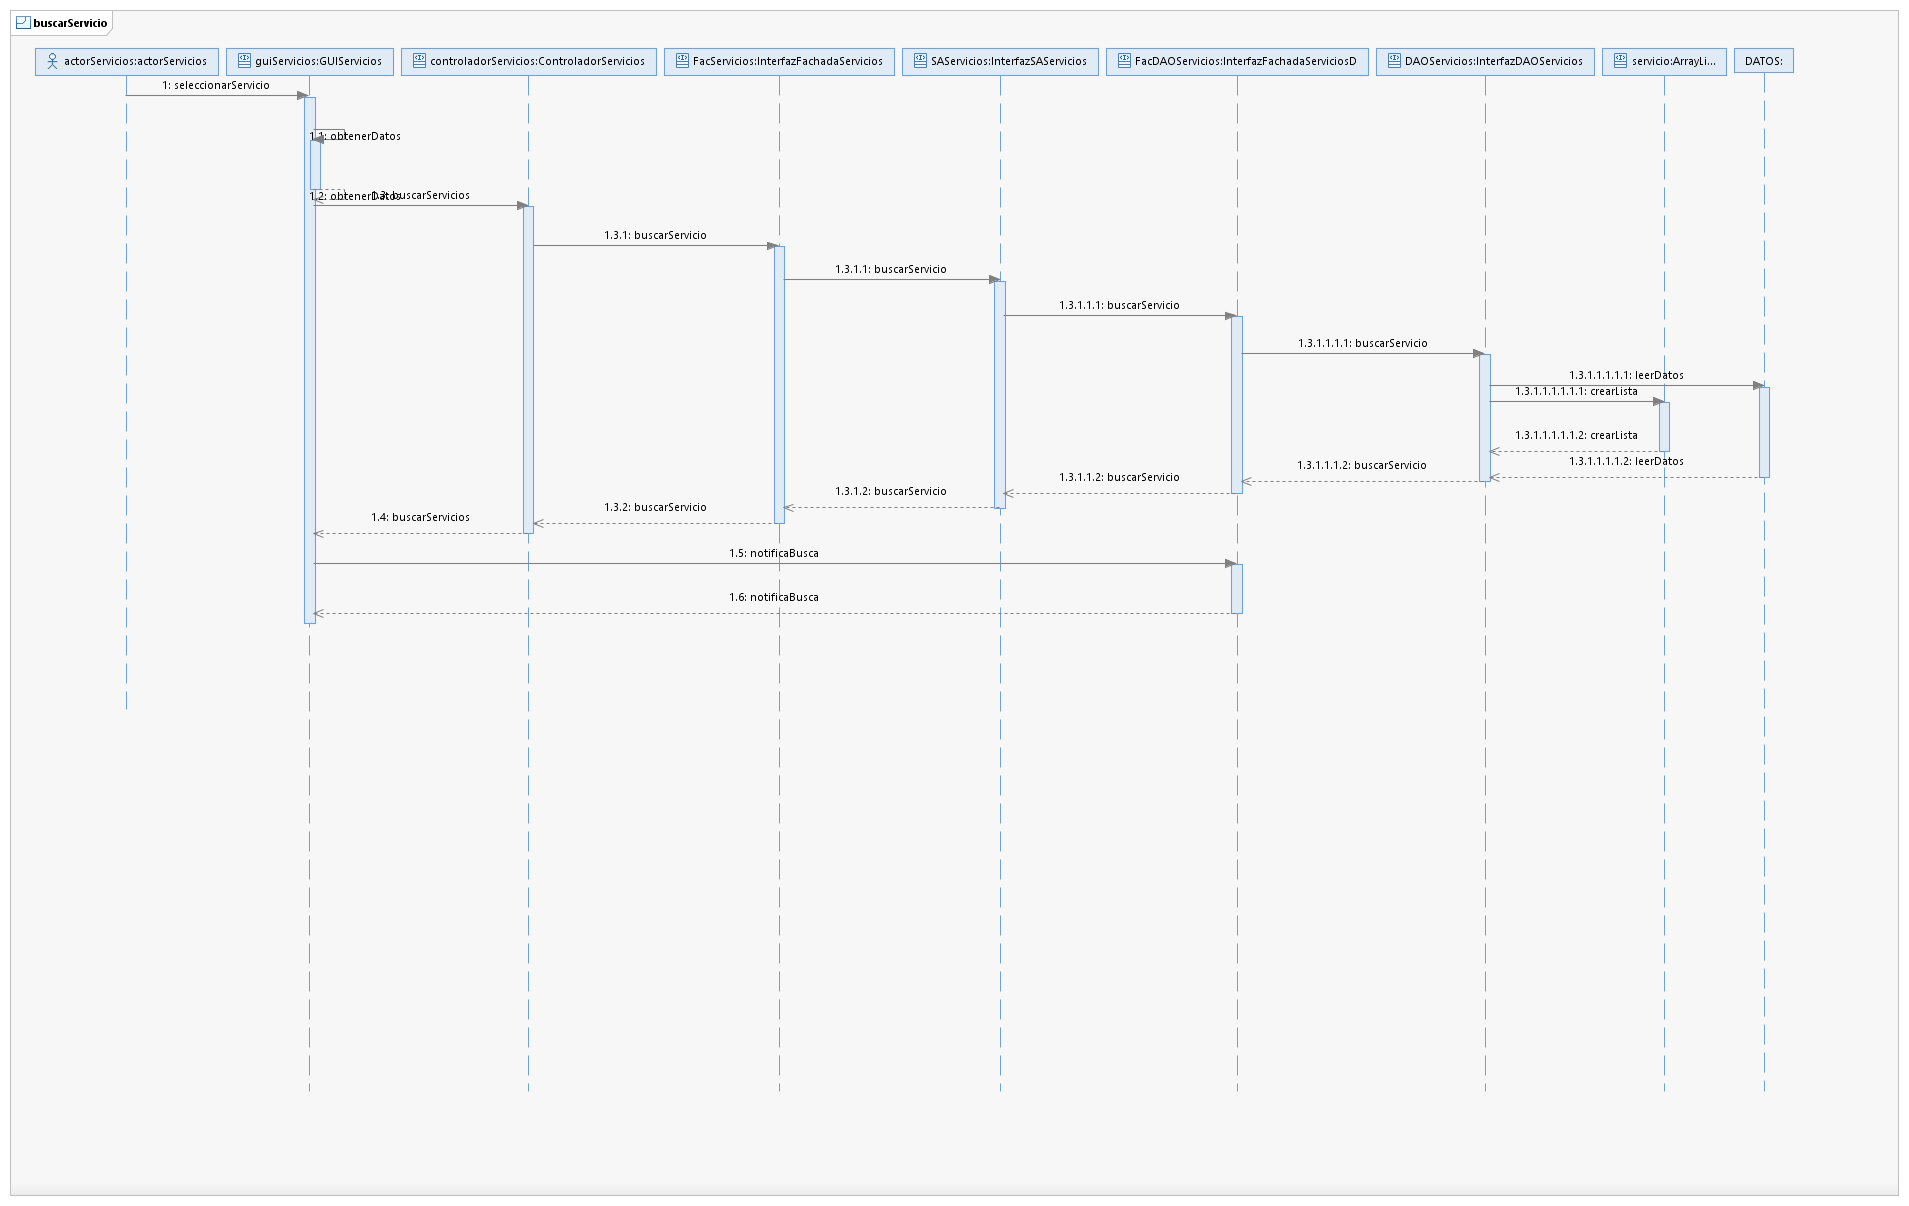 buscarServicio
actorServicios:actorServicios
guiServicios:GUIServicios
controladorServicios:ControladorServicios
FacServicios:InterfazFachadaServicios
SAServicios:InterfazSAServicios
FacDAOServicios:InterfazFachadaServiciosD
DAOServicios:InterfazDAOServicios
servicio:ArrayLi...
DATOS:
1: seleccionarServicio
1.1: obtenerDatos
1.2: obtenerDatos
1.3: buscarServicios
1.3.1: buscarServicio
1.3.1.1: buscarServicio
1.3.1.1.1: buscarServicio
1.3.1.1.1.1: buscarServicio
1.3.1.1.1.1.1: leerDatos
1.3.1.1.1.1.1.1: crearLista
1.3.1.1.1.1.1.2: crearLista
1.3.1.1.1.1.2: leerDatos
1.3.1.1.1.2: buscarServicio
1.3.1.1.2: buscarServicio
1.3.1.2: buscarServicio
1.3.2: buscarServicio
1.4: buscarServicios
1.5: notificaBusca
1.6: notificaBusca